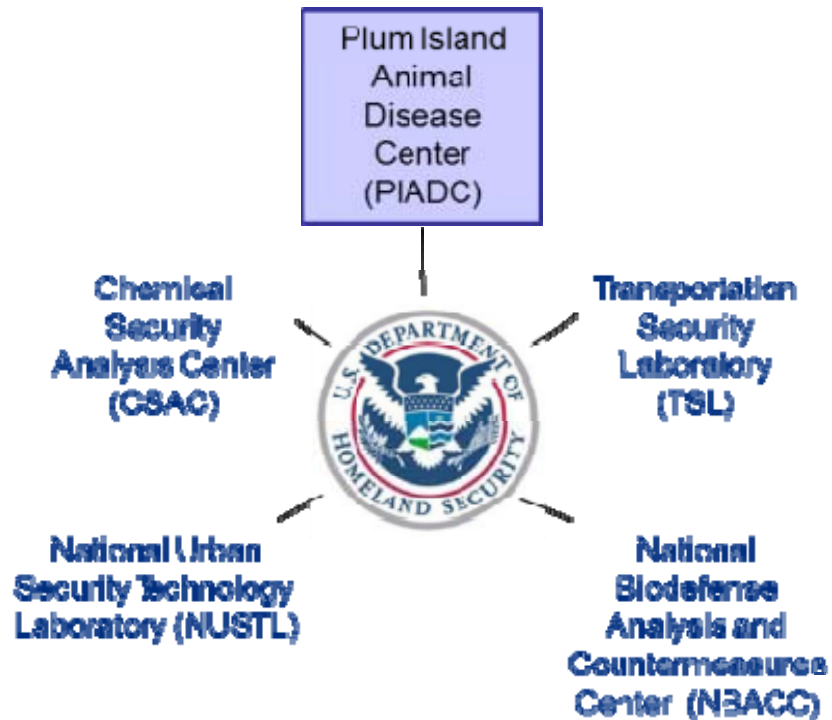 Plum Island
Animal
Disease
Center
(PIADC)
Chemical
Security
Analysis Center
(CSAC)
Transportation
Security
Laboratory
(TSL)
U.S. DEPARTMENT OF
HOMELAND SECURITY
National Urban
Security Technology
Laboratory (NUSTL)
National
Biodefense
Analysis and
Countermeasures
Center (NBACC)